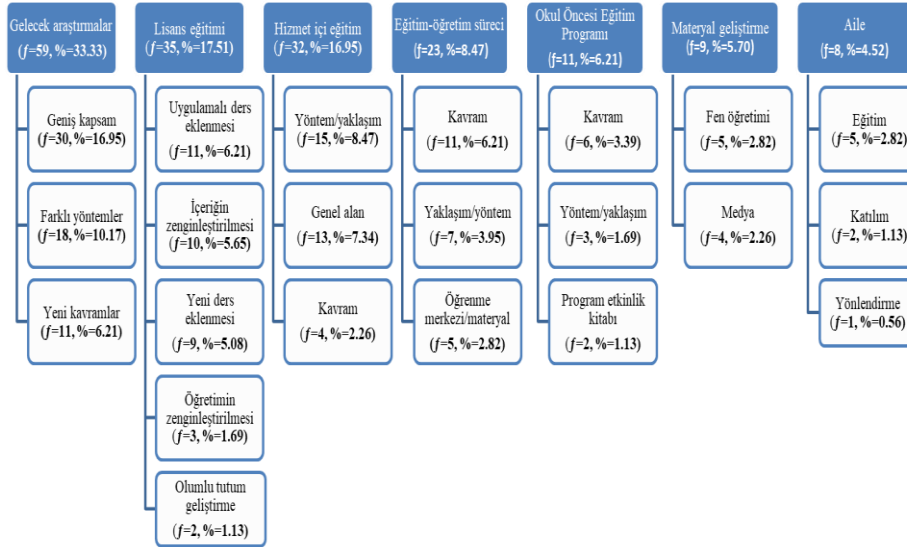 Gelecek araştırmalar
(f=59, %=33.33)
Geniş kapsam
(f=30, %=16.95)
Farklı yöntemler
(f=18, %=10.17)
Yeni kavramlar
(f=11, %=6.21)
Lisans eğitimi
(f=35, %=17.51)
Uygulamalı ders
eklenmesi
(f=11, %=6.21)
İçeriğin
zenginleştirilmesi
(f=10, %=5.65)
Yeni ders
eklenmesi
(f=9, %=5.08)
Öğretimin
zenginleştirilmesi
(f=3, %=1.69)
Olumlu tutum
geliştirme
(f=2, %=1.13)
Hizmet içi eğitim
(f=32, %=16.95)
Yöntem/yaklaşım
(f=15, %=8.47)
Genel alan
(f=13, %=7.34)
Kavram
(f=4, %=2.26)
Eğitim-öğretim süreci
(f=23, %=8.47)
Kavram
(f=11, %=6.21)
Yaklaşım/yöntem
(f=7, %=3.95)
Öğrenme
merkezi/materyal
(f=5, %=2.82)
Okul Öncesi Eğitim
Programı
(f=11, %=6.21)
Kavram
(f=6, %=3.39)
Yöntem/yaklaşım
(f=3, %=1.69)
Program etkinlik
kitabı
(f=2, %=1.13)
Materyal geliştirme
(f=9, %=5.70)
Fen öğretimi
(f=5, %=2.82)
Medya
(f=4, %=2.26)
Aile
(f=8, %=4.52)
Eğitim
(f=5, %=2.82)
Katılım
(f=2, %=1.13)
Yönlendirme
(f=1, %=0.56)